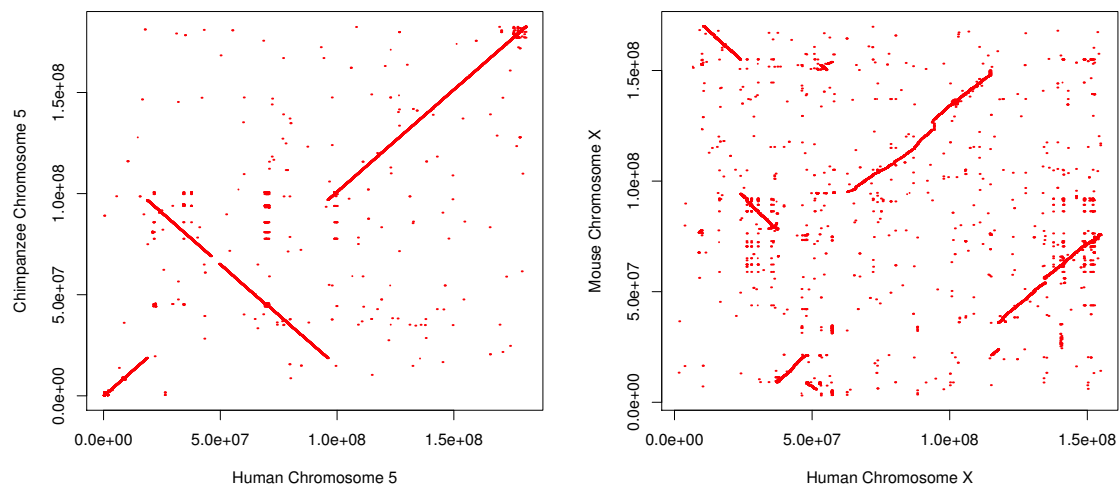 Chimpanzee Chromosome 5
0.0e+00
5.0e+07
1.0e+08
1.5e+08
0.0e+00 5.0e+07 1.0e+08 1.5e+08
Human Chromosome 5
Mouse Chromosome X
0.0e+00
5.0e+07
1.0e+08
1.5e+08
0.0e+00 5.0e+07 1.0e+08 1.5e+08
Human Chromosome X